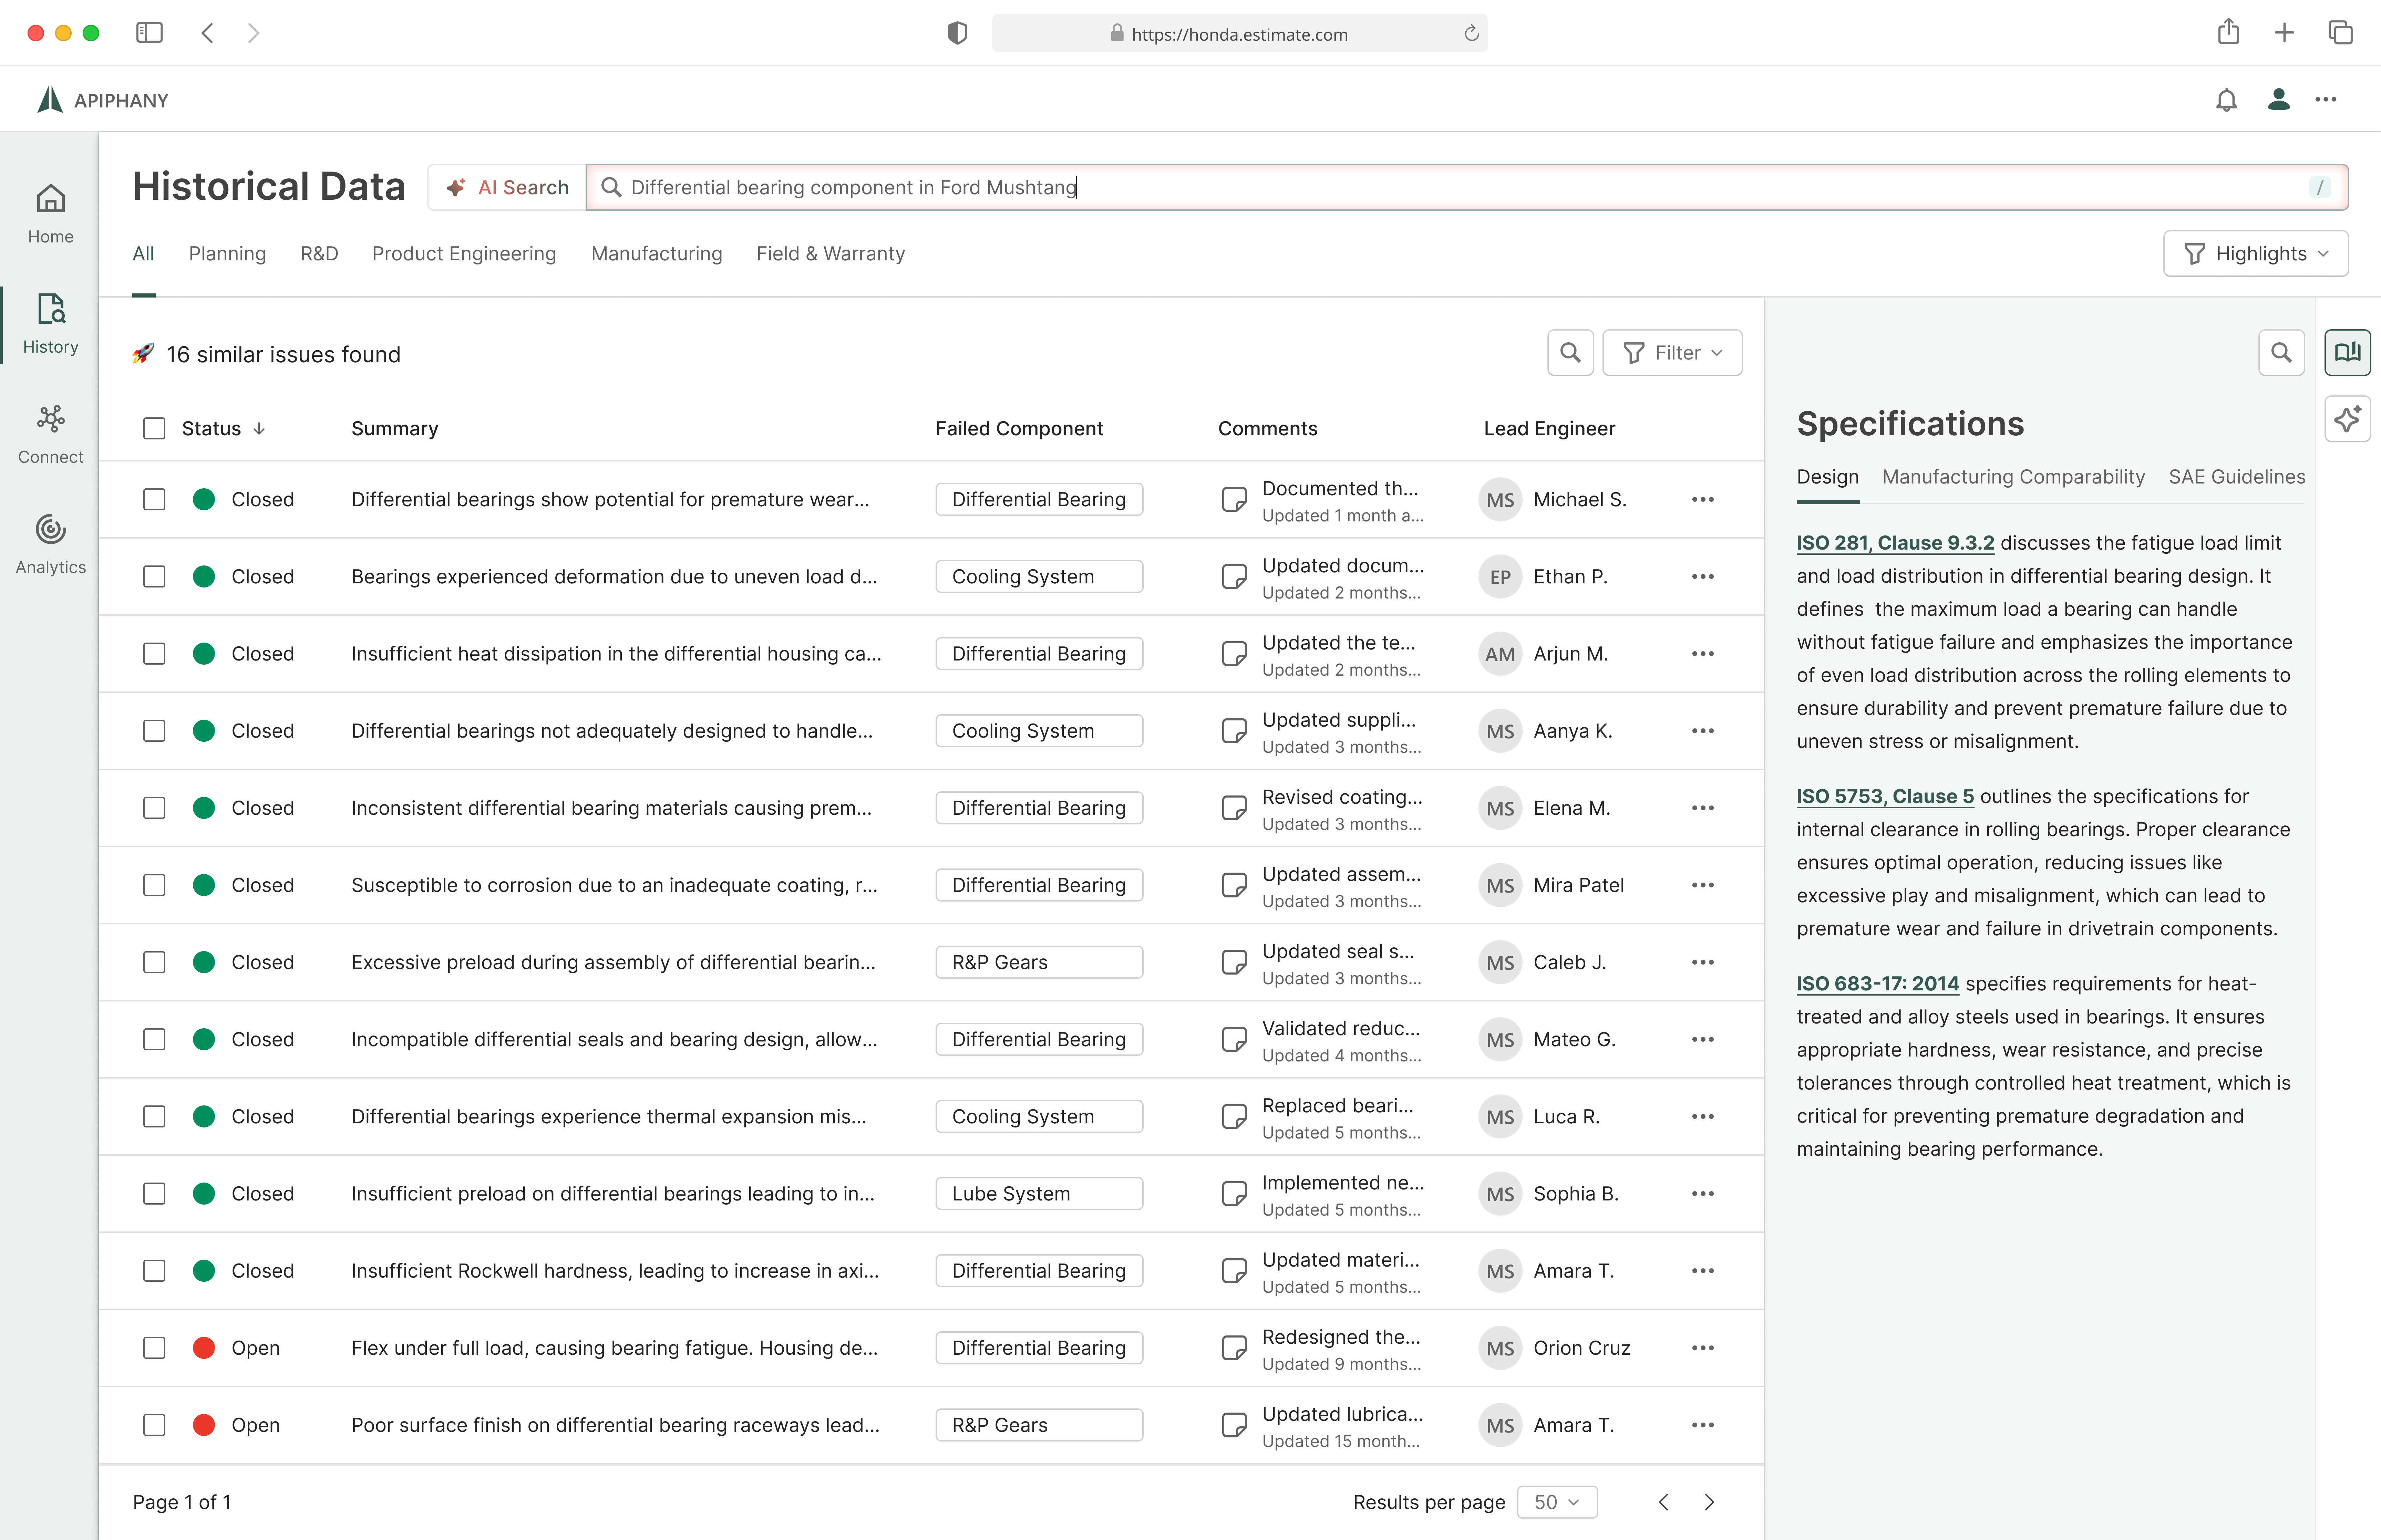 https://honda.estimate.com
APIPHANY
Home
History
Connect
Analytics
Historical Data
AI Search
Differential bearing component in Ford Mushtang
/
All Planning R&D Product Engineering Manufacturing Field & Warranty
Highlights
16 similar issues found
Filter
Status Summary Failed Component Comments Lead Engineer
Closed Differential bearings show potential for premature wear... Differential Bearing Documented th... MS Michael S.
Updated 1 month a...
Closed Bearings experienced deformation due to uneven load d... Cooling System Updated docum... EP Ethan P.
Updated 2 months...
Closed Insufficient heat dissipation in the differential housing ca... Differential Bearing Updated the te... AM Arjun M.
Updated 2 months...
Closed Differential bearings not adequately designed to handle... Cooling System Updated suppli... MS Aanya K.
Updated 3 months...
Closed Inconsistent differential bearing materials causing prem... Differential Bearing Revised coating... MS Elena M.
Updated 3 months...
Closed Susceptible to corrosion due to an inadequate coating, r... Differential Bearing Updated assem... MS Mira Patel
Updated 3 months...
Closed Excessive preload during assembly of differential bearin... R&P Gears Updated seal s... MS Caleb J.
Updated 3 months...
Closed Incompatible differential seals and bearing design, allow... Differential Bearing Validated reduc... MS Mateo G.
Updated 4 months...
Closed Differential bearings experience thermal expansion mis... Cooling System Replaced beari... MS Luca R.
Updated 5 months...
Closed Insufficient preload on differential bearings leading to in... Lube System Implemented ne... MS Sophia B.
Updated 5 months...
Closed Insufficient Rockwell hardness, leading to increase in axi... Differential Bearing Updated materi... MS Amara T.
Updated 5 months...
Open Flex under full load, causing bearing fatigue. Housing de... Differential Bearing Redesigned the... MS Orion Cruz
Updated 9 months...
Open Poor surface finish on differential bearing raceways lead... R&P Gears Updated lubrica... MS Amara T.
Updated 15 month...
Page 1 of 1
Results per page 50
Specifications
Design Manufacturing Comparability SAE Guidelines
ISO 281, Clause 9.3.2 discusses the fatigue load limit
and load distribution in differential bearing design. It
defines the maximum load a bearing can handle
without fatigue failure and emphasizes the importance
of even load distribution across the rolling elements to
ensure durability and prevent premature failure due to
uneven stress or misalignment.
ISO 5753, Clause 5 outlines the specifications for
internal clearance in rolling bearings. Proper clearance
ensures optimal operation, reducing issues like
excessive play and misalignment, which can lead to
premature wear and failure in drivetrain components.
ISO 683-17: 2014 specifies requirements for heat-
treated and alloy steels used in bearings. It ensures
appropriate hardness, wear resistance, and precise
tolerances through controlled heat treatment, which is
critical for preventing premature degradation and
maintaining bearing performance.